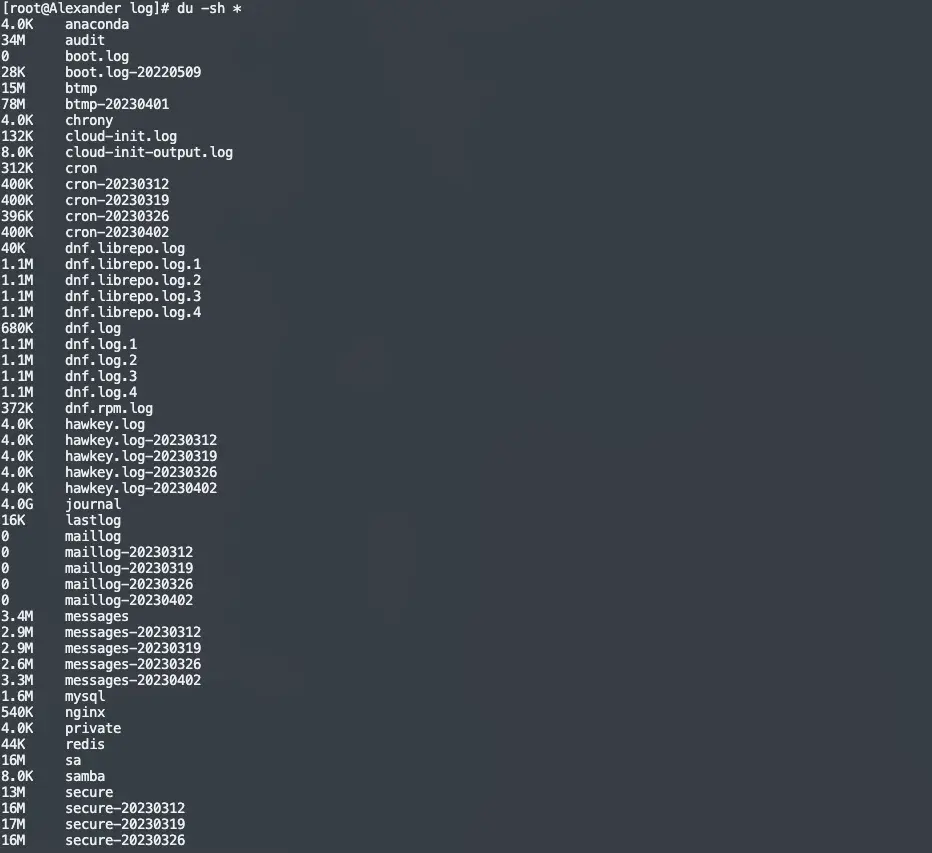 [root@Alexander log]# du -sh *
4.0K    anaconda
34M     audit
0       boot.log
28K     boot.log-20220509
15M     btmp
78M     btmp-20230401
4.0K    chrony
132K    cloud-init.log
8.0K    cloud-init-output.log
312K    cron
400K    cron-20230312
400K    cron-20230319
396K    cron-20230326
400K    cron-20230402
40K     dnf.librepo.log
1.1M    dnf.librepo.log.1
1.1M    dnf.librepo.log.2
1.1M    dnf.librepo.log.3
1.1M    dnf.librepo.log.4
680K    dnf.log
1.1M    dnf.log.1
1.1M    dnf.log.2
1.1M    dnf.log.3
1.1M    dnf.log.4
372K    dnf.rpm.log
4.0K    hawkey.log
4.0K    hawkey.log-20230312
4.0K    hawkey.log-20230319
4.0K    hawkey.log-20230326
4.0K    hawkey.log-20230402
4.0G    journal
16K     lastlog
0       maillog
0       maillog-20230312
0       maillog-20230319
0       maillog-20230326
0       maillog-20230402
3.4M    messages
2.9M    messages-20230312
2.9M    messages-20230319
2.6M    messages-20230326
3.3M    messages-20230402
1.6M    mysql
540K    nginx
4.0K    private
44K     redis
16M     sa
8.0K    samba
13M     secure
16M     secure-20230312
17M     secure-20230319
16M     secure-20230326